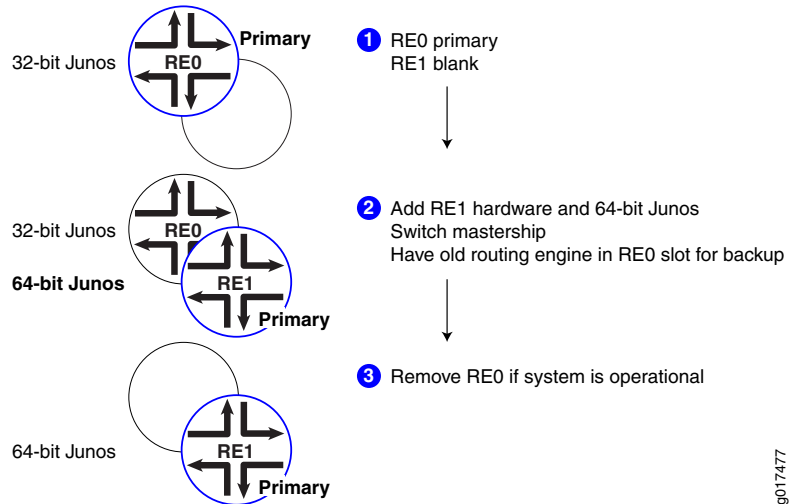 32-bit Junos
RE0
Primary
1 RE0 primary
RE1 blank
32-bit Junos
RE0
64-bit Junos
RE1
Primary
2 Add RE1 hardware and 64-bit Junos
Switch mastership
Have old routing engine in RE0 slot for backup
64-bit Junos
RE1
Primary
3 Remove RE0 if system is operational
g017477